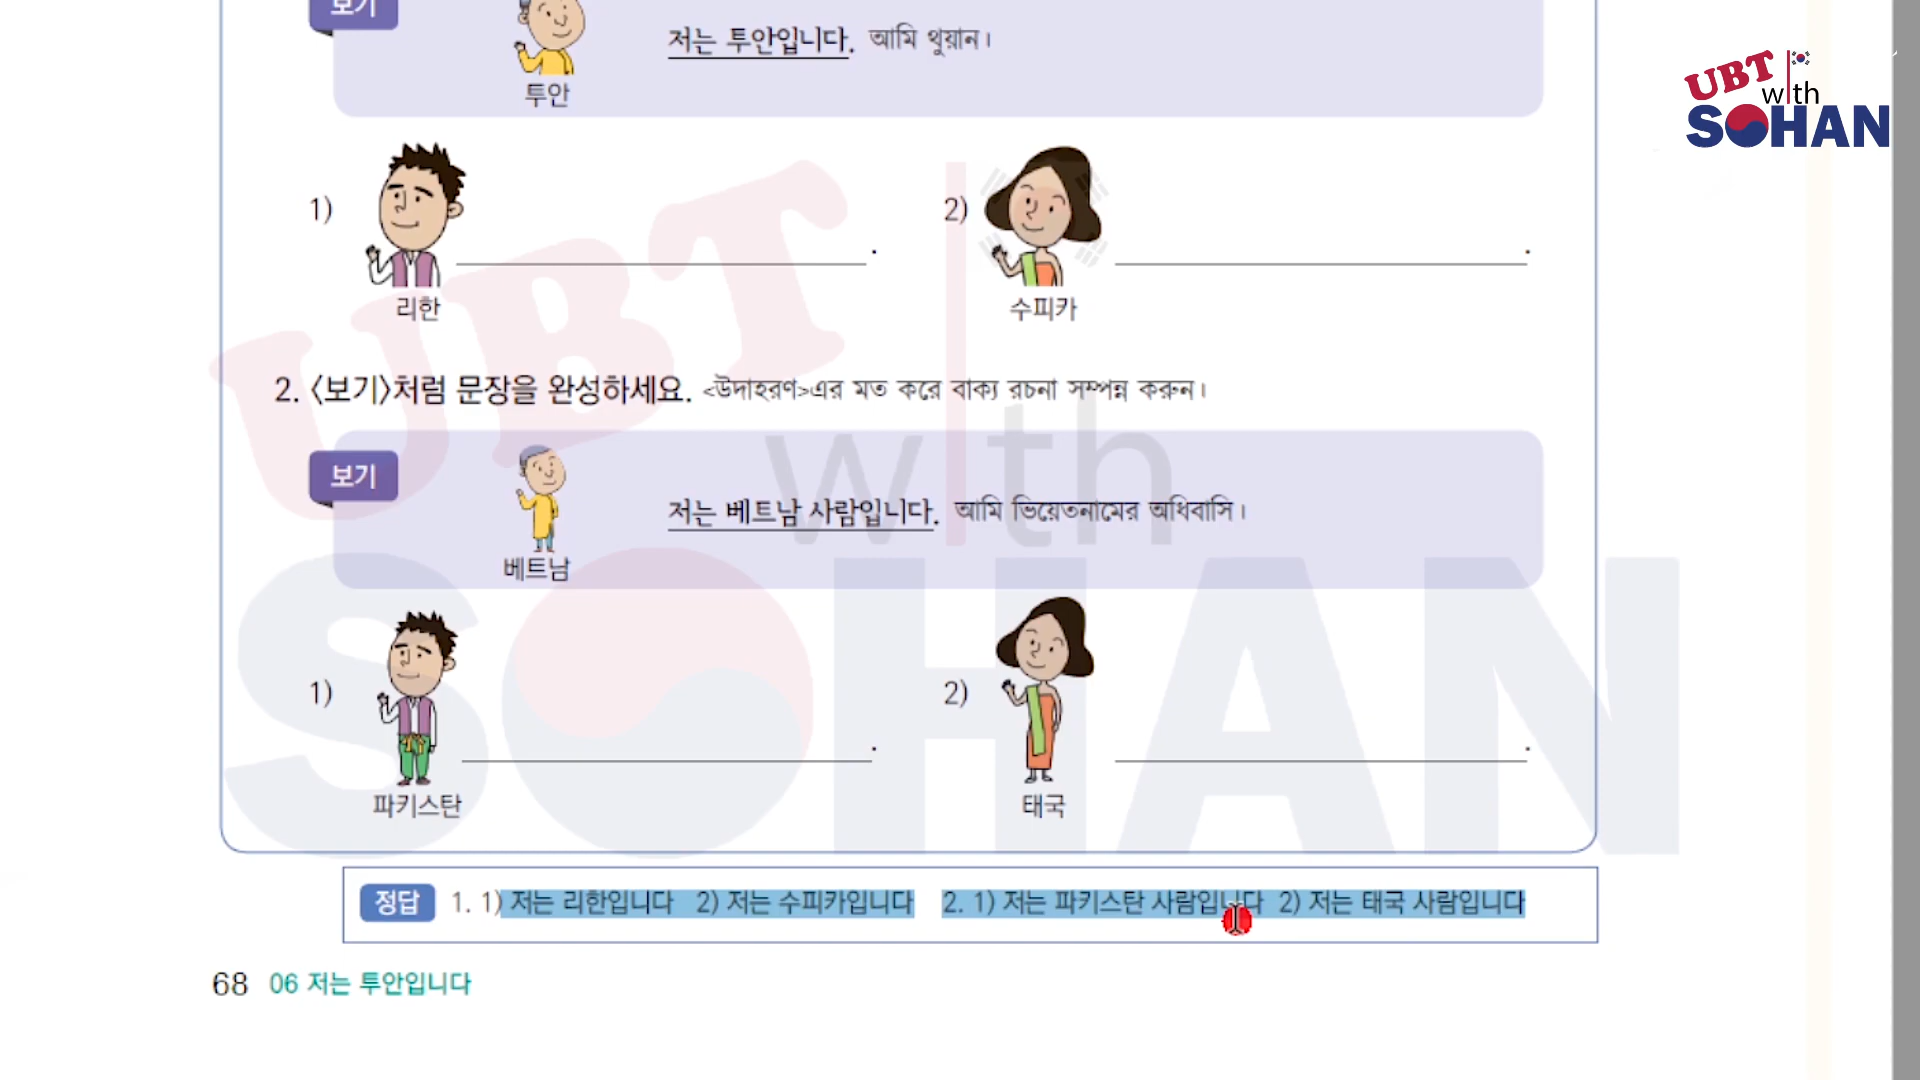 보기
저는 투안입니다. আমি থুয়ান।
투안
UBT with SOHAN
1)
리한
2)
수피카
2. <보기>처럼 문장을 완성하세요. <উদাহরণ>এর মত করে বাক্য রচনা সম্পন্ন করুন।
보기
저는 베트남 사람입니다. আমি ভিয়েতনামের অধিবাসি।
베트남
1)
파키스탄
2)
태국
UBT with SOHAN
정답 1. 1) 저는 리한입니다 2) 저는 수피카입니다 2. 1) 저는 파키스탄 사람입니다 2) 저는 태국 사람입니다
68 06 저는 투안입니다